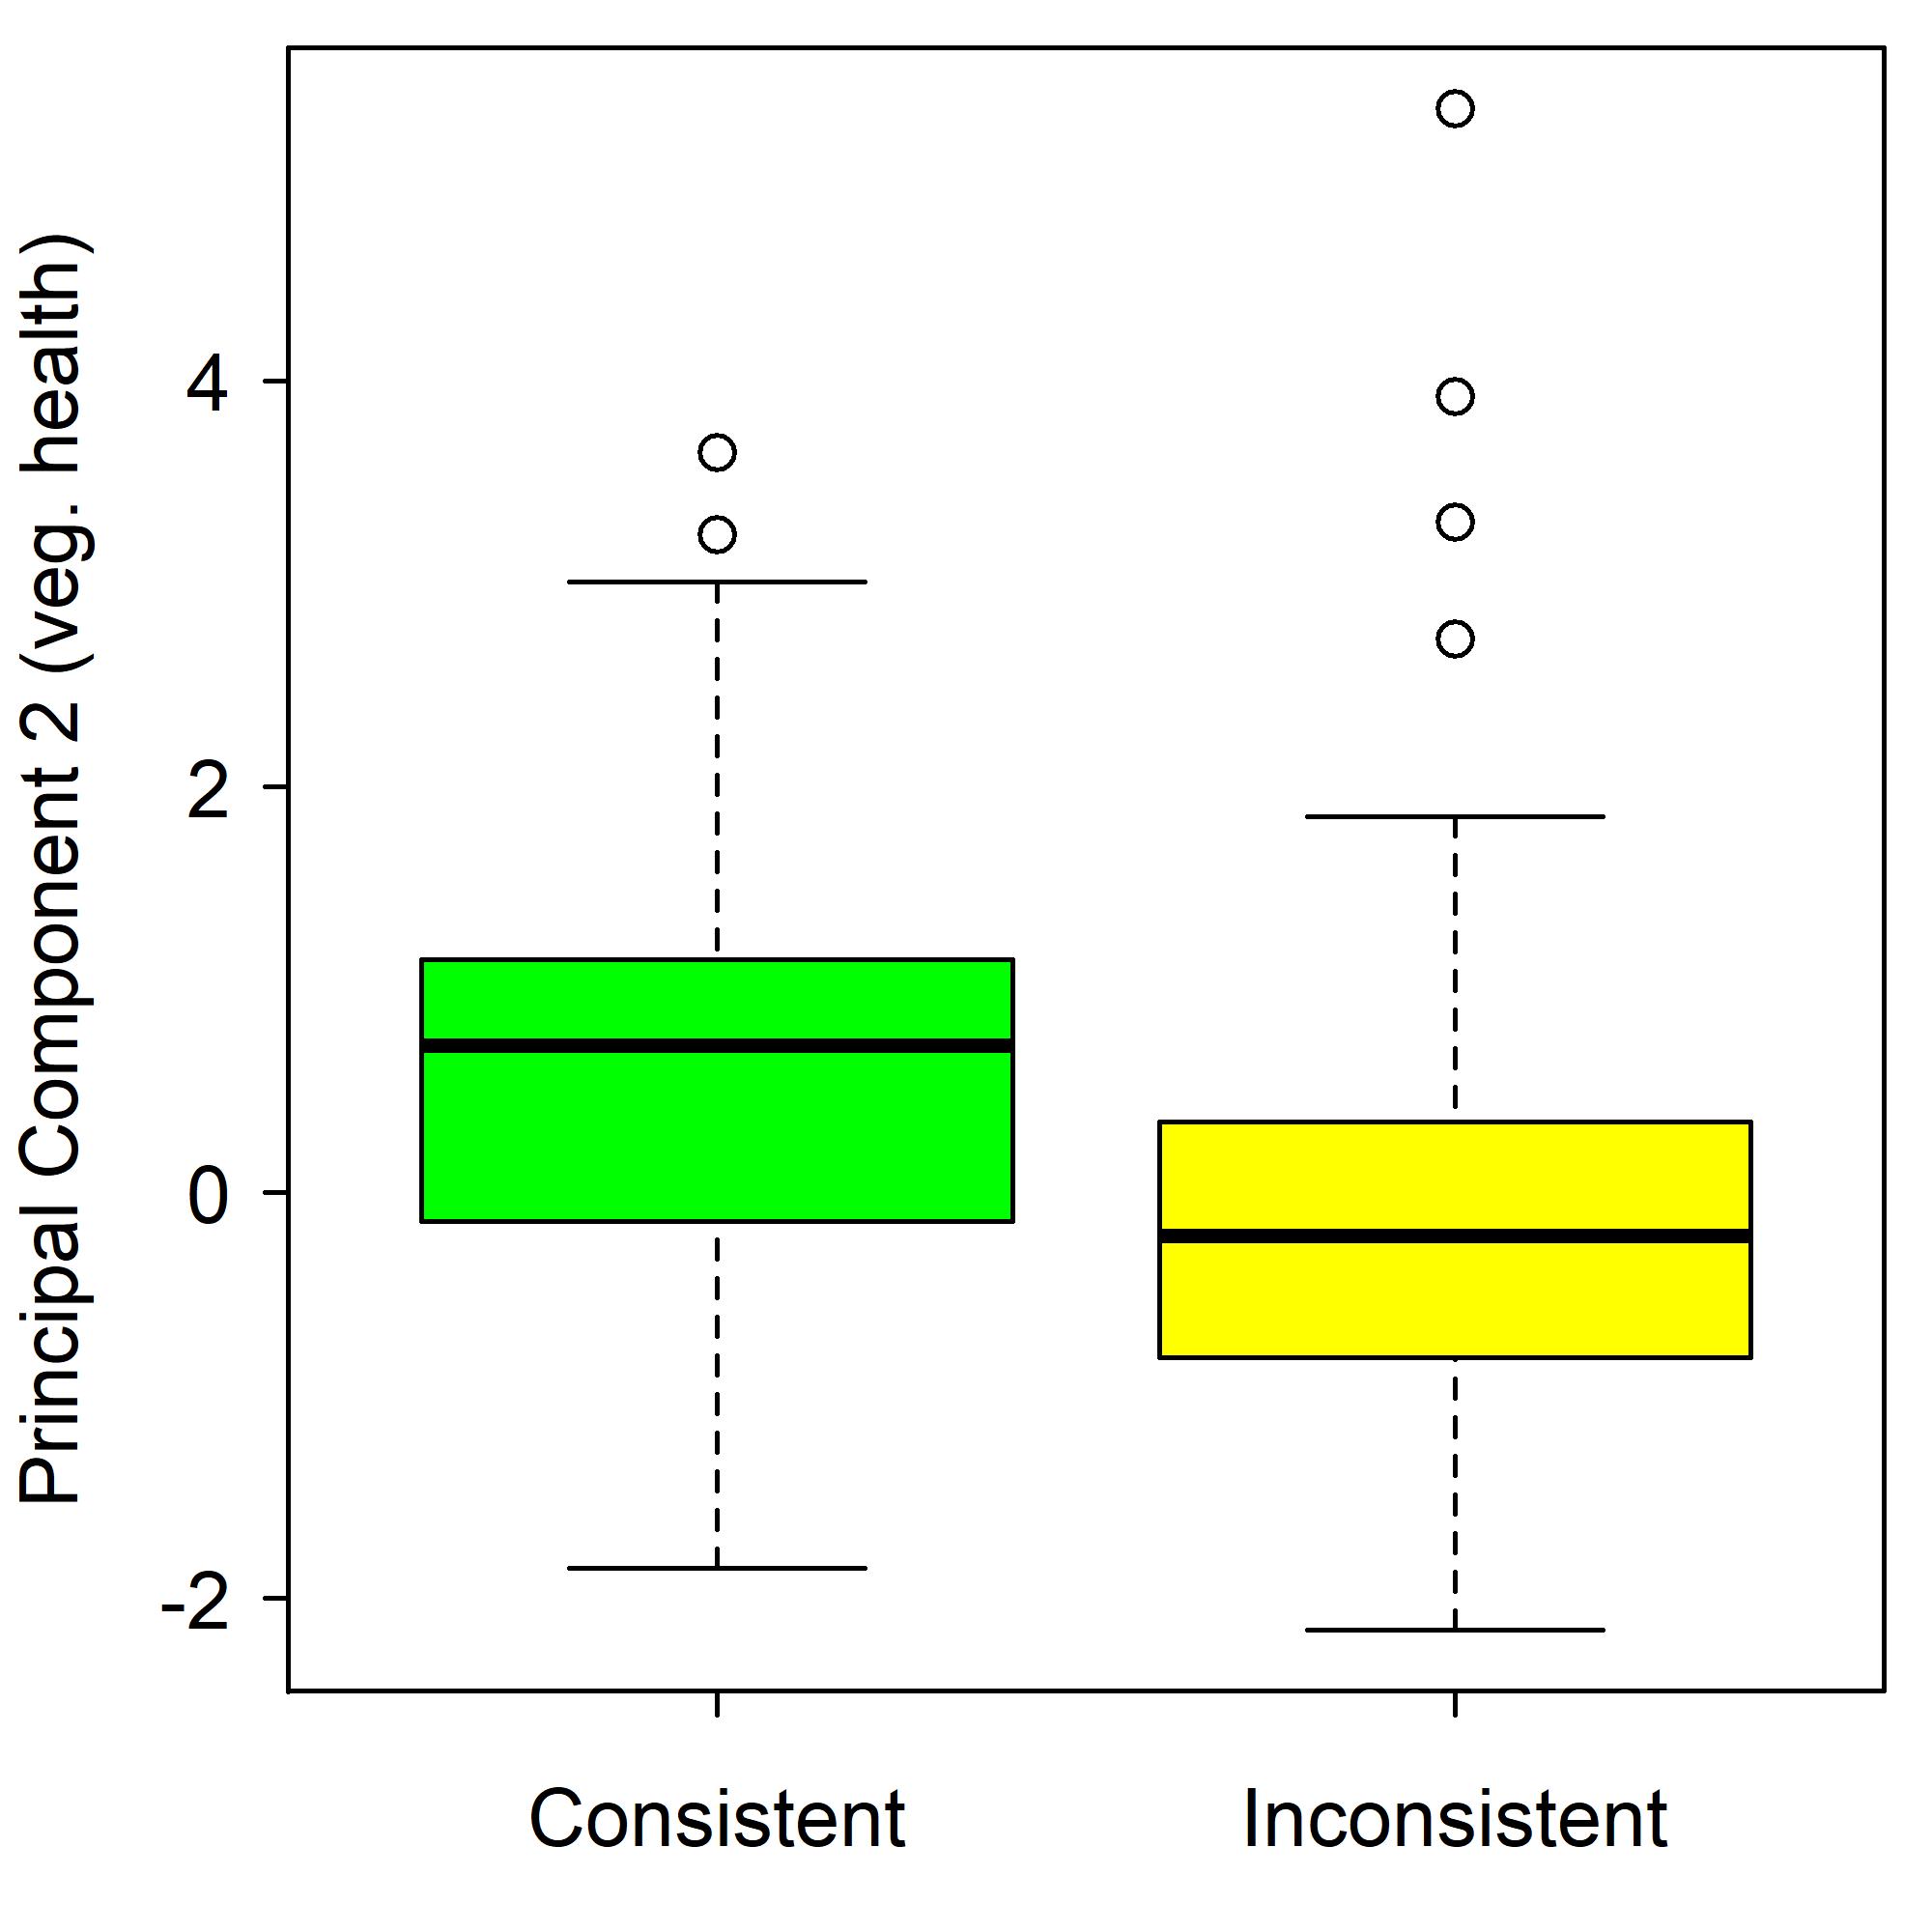 Principal Component 2 (veg. health)
4
2
0
-2
Consistent
Inconsistent